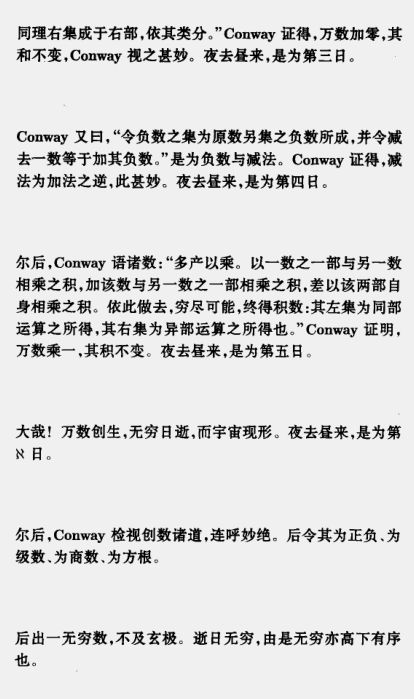 同理右集成于右部,依其类分。”Conway 证得,万数加零,其
和不变,Conway 视之甚妙。夜去昼来,是为第三日。
Conway 又曰,“令负数之集为原数另集之负数所成,并令减
去一数等于加其负数。”是为负数与减法。Conway 证得,减
法为加法之逆,此甚妙。夜去昼来,是为第四日。
尔后,Conway 语诸数:“多产以乘。以一数之一部与另一数
相乘之积,加该数与另一数之一部相乘之积,差以该两部自
身相乘之积。依此做去,穷尽可能,终得积数:其左集为同部
运算之所得,其右集为异部运算之所得也。”Conway 证明,
万数乘一,其积不变。夜去昼来,是为第五日。
大哉!万数创生,无穷日逝,而宇宙现形。夜去昼来,是为第
ℵ 日。
尔后,Conway 检视创数诸道,连呼妙绝。后令其为正负、为
级数、为商数、为方根。
后出一无穷数,不及玄极。逝日无穷,由是无穷亦高下有序
也。